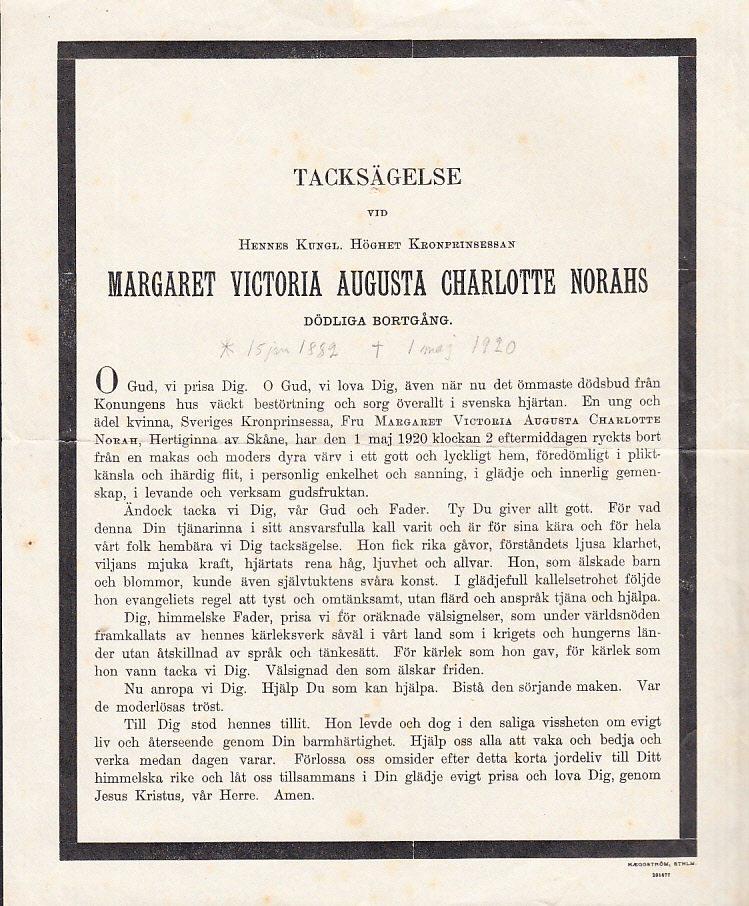 TACKSÄGELSE
VID
HENNES KUNGL. HÖGHET KRONPRINSESSAN
MARGARET VICTORIA AUGUSTA CHARLOTTE NORAHS
DÖDLIGA BORTGÅNG.
* 15 jan 1882 † 1 maj 1920
O Gud, vi prisa Dig. O Gud, vi lova Dig, även när nu det ömmaste dödsbud från
Konungens hus väckt bestörtning och sorg överallt i svenska hjärtan. En ung och
ädel kvinna, Sveriges Kronprinsessa, Fru MARGARET VICTORIA AUGUSTA CHARLOTTE
NORAH, Hertiginna av Skåne, har den 1 maj 1920 klockan 2 eftermiddagen ryckts bort
från en makas och moders dyra värv i ett gott och lyckligt hem, föredömligt i plikt-
känsla och ihärdig flit, i personlig enkelhet och sanning, i glädje och innerlig gemen-
skap, i levande och verksam gudsfruktan.
Ändock tacka vi Dig, vår Gud och Fader. Ty Du giver allt gott. För vad
denna Din tjänarinna i sitt ansvarsfulla kall varit och är för sina kära och för hela
vårt folk hembära vi Dig tacksägelse. Hon fick rika gåvor, förståndets ljusa klarhet,
viljans mjuka kraft, hjärtats rena håg, ljuvhet och allvar. Hon, som älskade barn
och blommor, kunde även självtuktens svåra konst. I glädjefull kallelsetrohet följde
hon evangeliets regel att tyst och omtänksamt, utan flärd och anspråk tjäna och hjälpa.
Dig, himmelske Fader, prisa vi för oräknade välsignelser, som under världsnöden
framkallats av hennes kärleksverk såväl i vårt land som i krigets och hungerns län-
der utan åtskillnad av språk och tänkesätt. För kärlek som hon gav, för kärlek som
hon vann tacka vi Dig. Välsignad den som älskar friden.
Nu anropa vi Dig. Hjälp Du som kan hjälpa. Bistå den sörjande maken. Var
de moderlösas tröst.
Till Dig stod hennes tillit. Hon levde och dog i den saliga vissheten om evigt
liv och återseende genom Din barmhärtighet. Hjälp oss alla att vaka och bedja och
verka medan dagen varar. Förlossa oss omsider efter detta korta jordeliv till Ditt
himmelska rike och låt oss tillsammans i Din glädje evigt prisa och lova Dig, genom
Jesus Kristus, vår Herre. Amen.
HÆGGSTRÖM, STHLM.